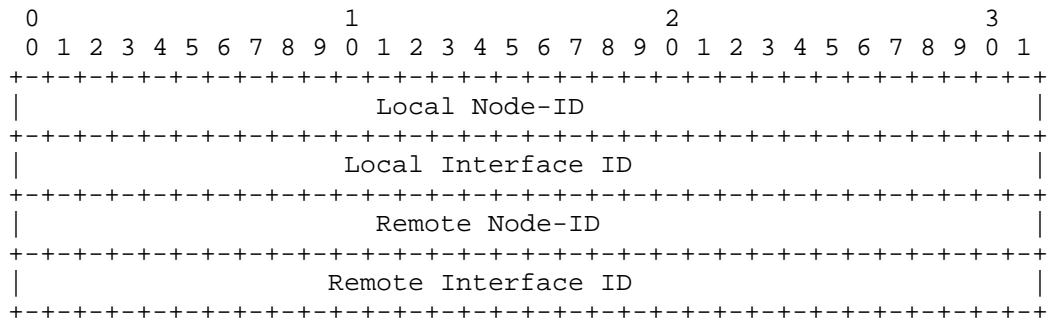 0                   1                   2                   3
 0 1 2 3 4 5 6 7 8 9 0 1 2 3 4 5 6 7 8 9 0 1 2 3 4 5 6 7 8 9 0 1
+-+-+-+-+-+-+-+-+-+-+-+-+-+-+-+-+-+-+-+-+-+-+-+-+-+-+-+-+-+-+-+-+
|                      Local Node-ID                            |
+-+-+-+-+-+-+-+-+-+-+-+-+-+-+-+-+-+-+-+-+-+-+-+-+-+-+-+-+-+-+-+-+
|                    Local Interface ID                         |
+-+-+-+-+-+-+-+-+-+-+-+-+-+-+-+-+-+-+-+-+-+-+-+-+-+-+-+-+-+-+-+-+
|                      Remote Node-ID                           |
+-+-+-+-+-+-+-+-+-+-+-+-+-+-+-+-+-+-+-+-+-+-+-+-+-+-+-+-+-+-+-+-+
|                   Remote Interface ID                         |
+-+-+-+-+-+-+-+-+-+-+-+-+-+-+-+-+-+-+-+-+-+-+-+-+-+-+-+-+-+-+-+-+